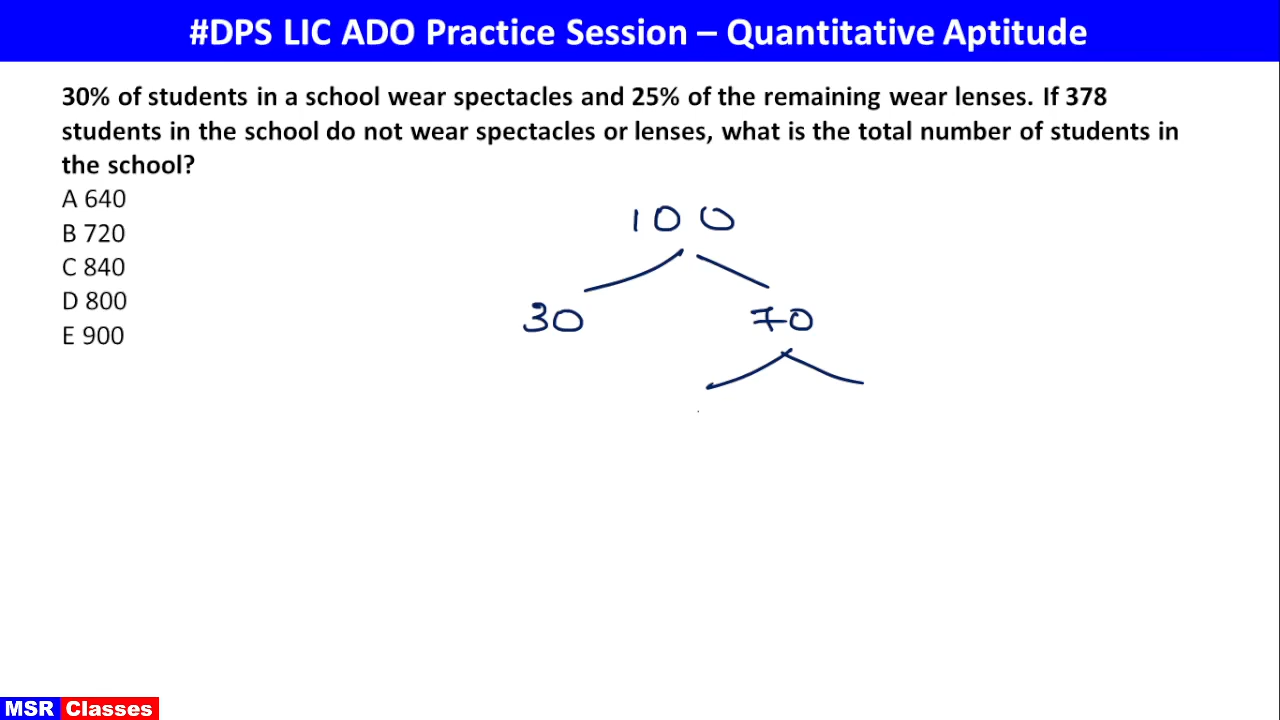 #DPS LIC ADO Practice Session – Quantitative Aptitude
30% of students in a school wear spectacles and 25% of the remaining wear lenses. If 378
students in the school do not wear spectacles or lenses, what is the total number of students in
the school?
A 640
B 720
C 840
D 800
E 900
100
30 70
MSR Classes